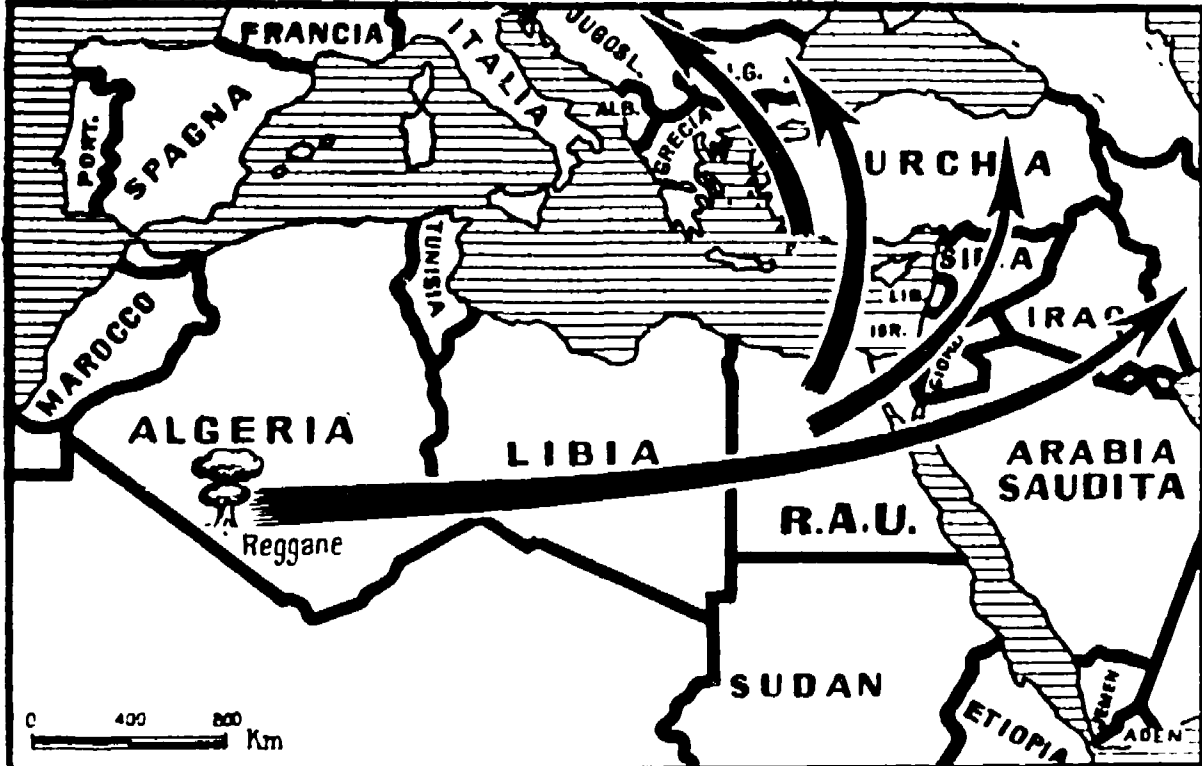 FRANCIA
ITALIA
JUGOSL.
PORT.
SPAGNA
ALB.
GRECIA
URCHIA
TUNISIA
LIB.
ISR.
IRAQ
MAROCCO
ALGERIA
LIBIA
ARABIA
SAUDITA
R.A.U.
Reggane
SUDAN
ETIOPIA
YEMEN
ADEN
0 400 800 Km